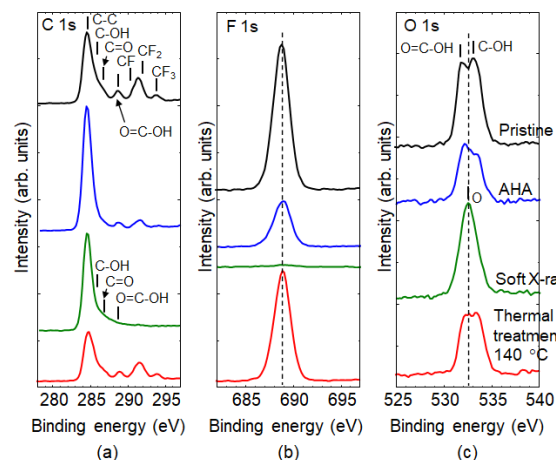 C 1s
C-C
C-OH
C=O
CF
CF2
CF3
O=C-OH
C-OH
C=O
O=C-OH
Intensity (arb. units)
278 285 290 295
Binding energy (eV)
(a)
F 1s
Intensity (arb. units)
685 690 695
Binding energy (eV)
(b)
O 1s
O=C-OH
C-OH
Pristine
AHA
O
Soft X-ra
Thermal
treatment
140 °C
Intensity (arb. units)
525 530 535 540
Binding energy (eV)
(c)